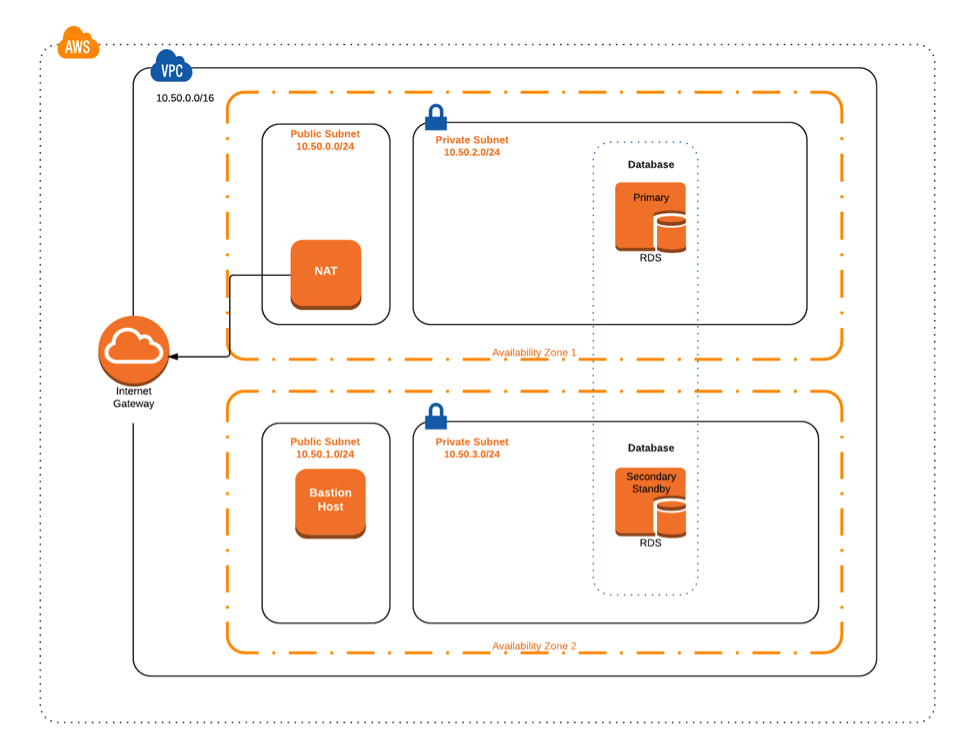 AWS
VPC
10.50.0.0/16
Public Subnet
10.50.0.0/24
Private Subnet
10.50.2.0/24
Database
Primary
RDS
NAT
Availability Zone 1
Internet
Gateway
Public Subnet
10.50.1.0/24
Private Subnet
10.50.3.0/24
Database
Bastion
Host
Secondary
Standby
RDS
Availability Zone 2